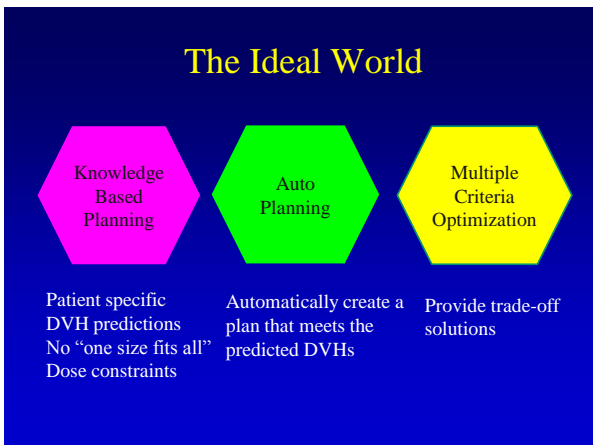 The Ideal World
Knowledge
Based
Planning
Auto
Planning
Multiple
Criteria
Optimization
Patient specific
DVH predictions
No “one size fits all”
Dose constraints
Automatically create a
plan that meets the
predicted DVHs
Provide trade-off
solutions